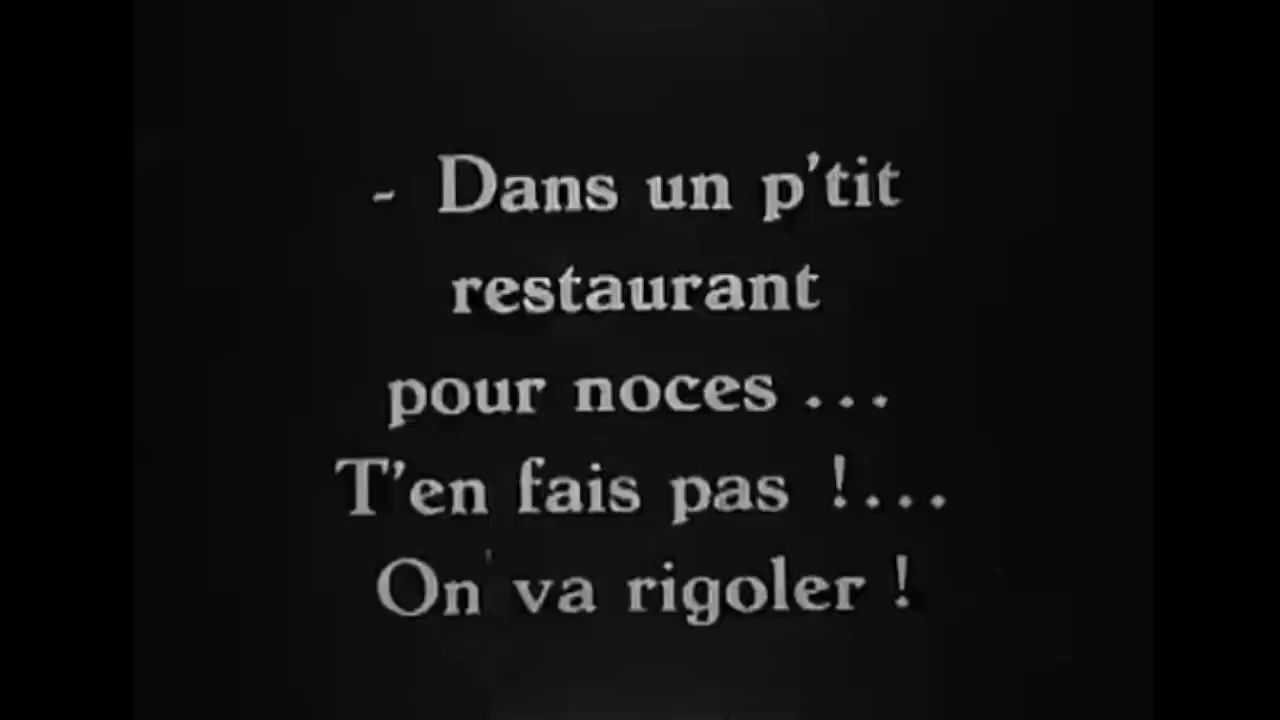 - Dans un p'tit
restaurant
pour noces ...
T'en fais pas !...
On va rigoler !